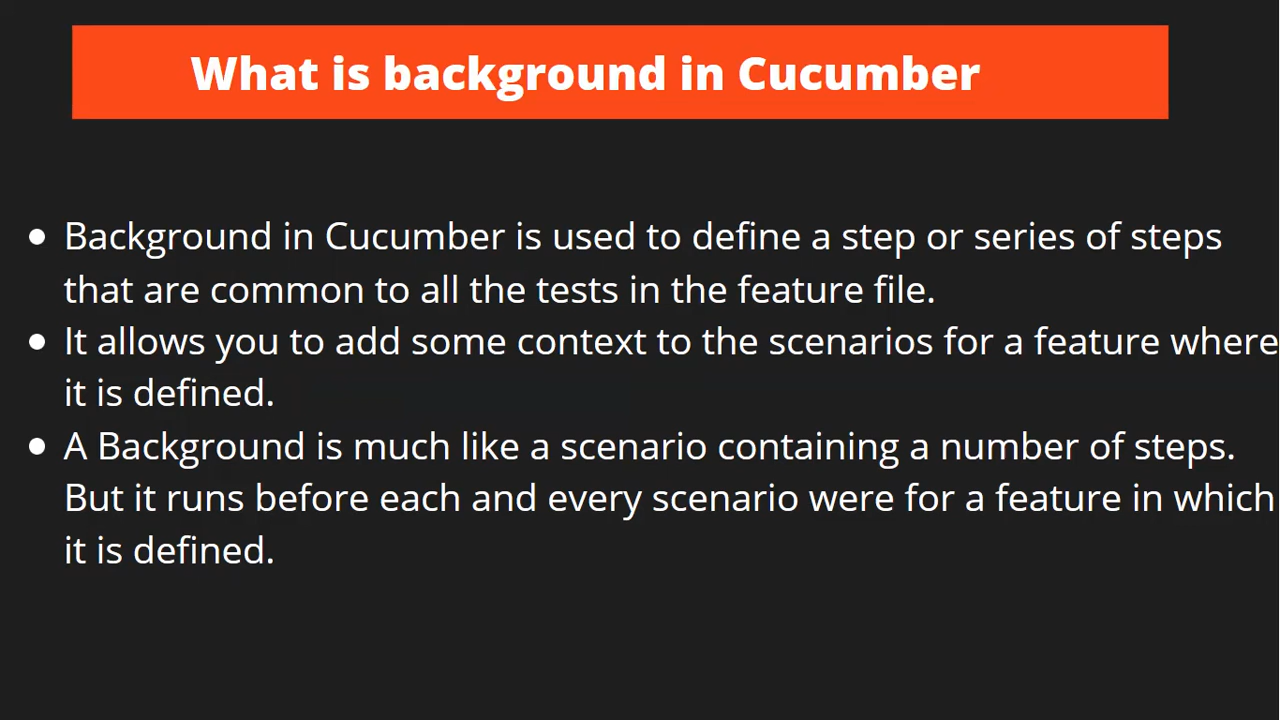 What is background in Cucumber
• Background in Cucumber is used to define a step or series of steps
that are common to all the tests in the feature file.
• It allows you to add some context to the scenarios for a feature where
it is defined.
• A Background is much like a scenario containing a number of steps.
But it runs before each and every scenario were for a feature in which
it is defined.